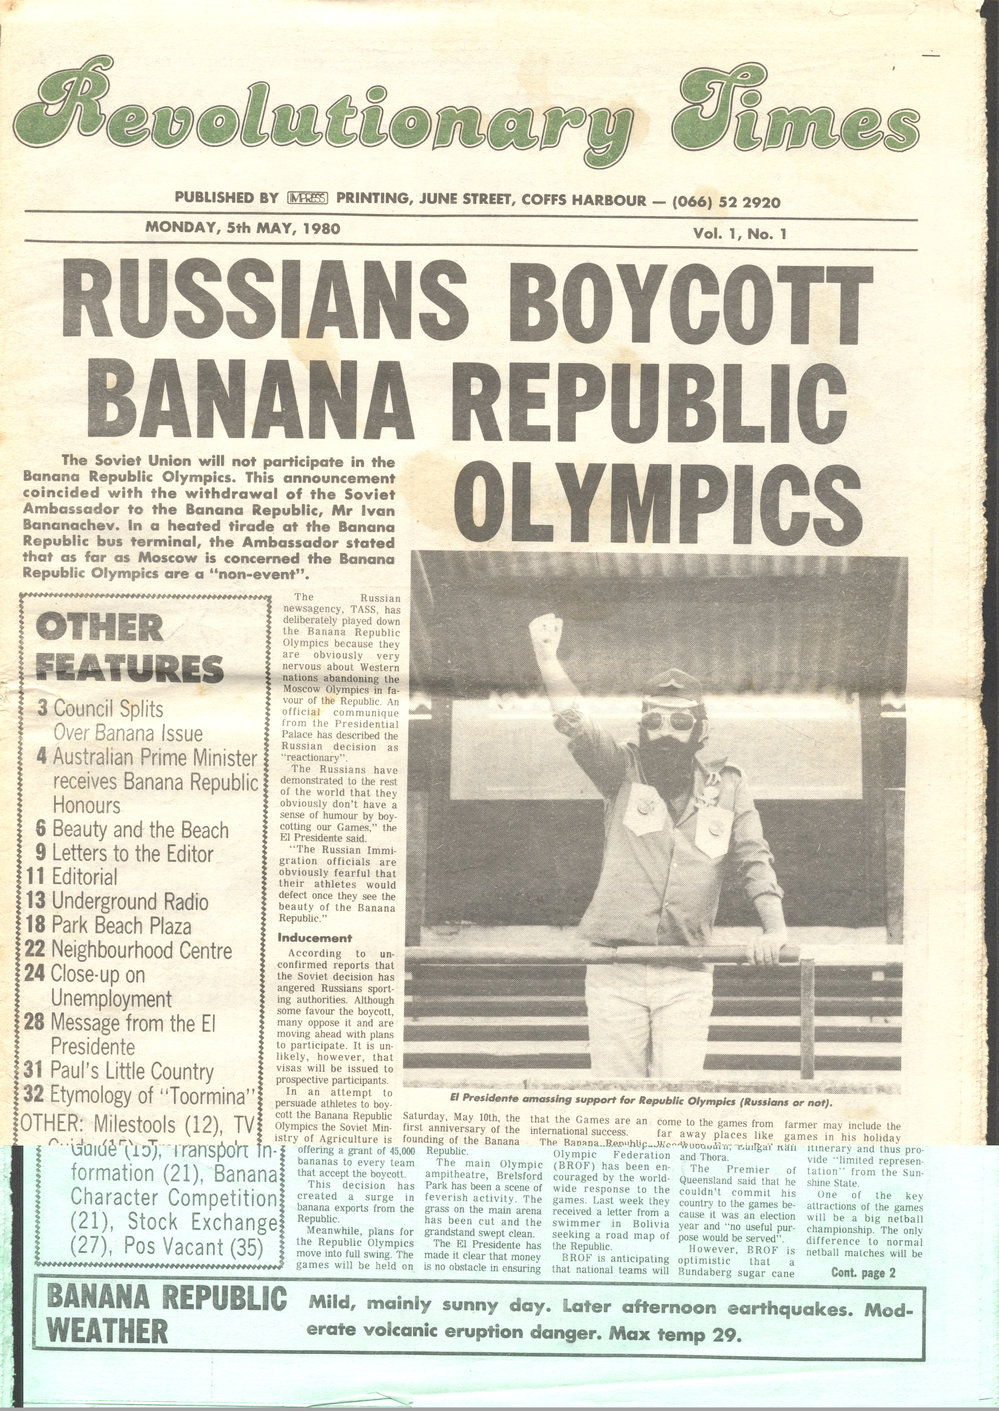 Revolutionary Times
PUBLISHED BY IMPRESS PRINTING, JUNE STREET, COFFS HARBOUR — (066) 52 2920
MONDAY, 5th MAY, 1980
Vol. 1, No. 1
RUSSIANS BOYCOTT
BANANA REPUBLIC
OLYMPICS
The Soviet Union will not participate in the
Banana Republic Olympics. This announcement
coincided with the withdrawal of the Soviet
Ambassador to the Banana Republic, Mr Ivan
Bananachev. In a heated tirade at the Banana
Republic bus terminal, the Ambassador stated
that as far as Moscow is concerned the Banana
Republic Olympics are a "non-event".
OTHER
FEATURES
3 Council Splits
Over Banana Issue
4 Australian Prime Minister
receives Banana Republic
Honours
6 Beauty and the Beach
9 Letters to the Editor
11 Editorial
13 Underground Radio
18 Park Beach Plaza
22 Neighbourhood Centre
24 Close-up on
Unemployment
28 Message from the El
Presidente
31 Paul's Little Country
32 Etymology of "Toormina"
OTHER: Milestools (12), TV
Guide (15), Transport In-
formation (21), Banana
Character Competition
(21), Stock Exchange
(27), Pos Vacant (35)
The Russian
newsagency, TASS, has
deliberately played down
the Banana Republic
Olympics because they
are obviously very
nervous about Western
nations abandoning the
Moscow Olympics in fa-
vour of the Republic. An
official communique
from the Presidential
Palace has described the
Russian decision as
"reactionary".
The Russians have
demonstrated to the rest
of the world that they
obviously don't have a
sense of humour by boy-
cotting our Games," the
El Presidente said.
"The Russian Immi-
gration officials are
obviously fearful that
their athletes would
defect once they see the
beauty of the Banana
Republic."
Inducement
According to un-
confirmed reports that
the Soviet decision has
angered Russians sport-
ing authorities. Although
some favour the boycott,
many oppose it and are
moving ahead with plans
to participate. It is un-
likely, however, that
visas will be issued to
prospective participants.
In an attempt to
persuade athletes to boy-
cott the Banana Republic
Olympics the Soviet Min-
istry of Agriculture is
offering a grant of 45,000
bananas to every team
that accept the boycott.
This decision has
created a surge in
banana exports from the
Republic.
Meanwhile, plans for
the Republic Olympics
move into full swing. The
games will be held on
El Presidente amassing support for Republic Olympics (Russians or not).
Saturday, May 10th, the
first anniversary of the
founding of the Banana
Republic.
The main Olympic
ampitheatre, Brelsford
Park has been a scene of
feverish activity. The
grass on the main arena
has been cut and the
grandstand swept clean.
The El Presidente has
made it clear that money
is no obstacle in ensuring
that the Games are an
international success.
The Banana Republic
Olympic Federation
(BROF) has been en-
couraged by the world-
wide response to the
games. Last week they
received a letter from a
swimmer in Bolivia
seeking a road map of
the Republic.
BROF is anticipating
that national teams will
come to the games from
far away places like
and Thora.
The Premier of
Queensland said that he
couldn't commit his
country to the games be-
cause it was an election
year and "no useful pur-
pose would be served".
However, BROF is
optimistic that a
Bundaberg sugar cane
farmer may include the
games in his holiday
itinerary and thus pro-
vide "limited represen-
tation" from the Sun-
shine State.
One of the key
attractions of the games
will be a big netball
championship. The only
difference to normal
netball matches will be
Cont. page 2
BANANA REPUBLIC
WEATHER
Mild, mainly sunny day. Later afternoon earthquakes. Mod-
erate volcanic eruption danger. Max temp 29.